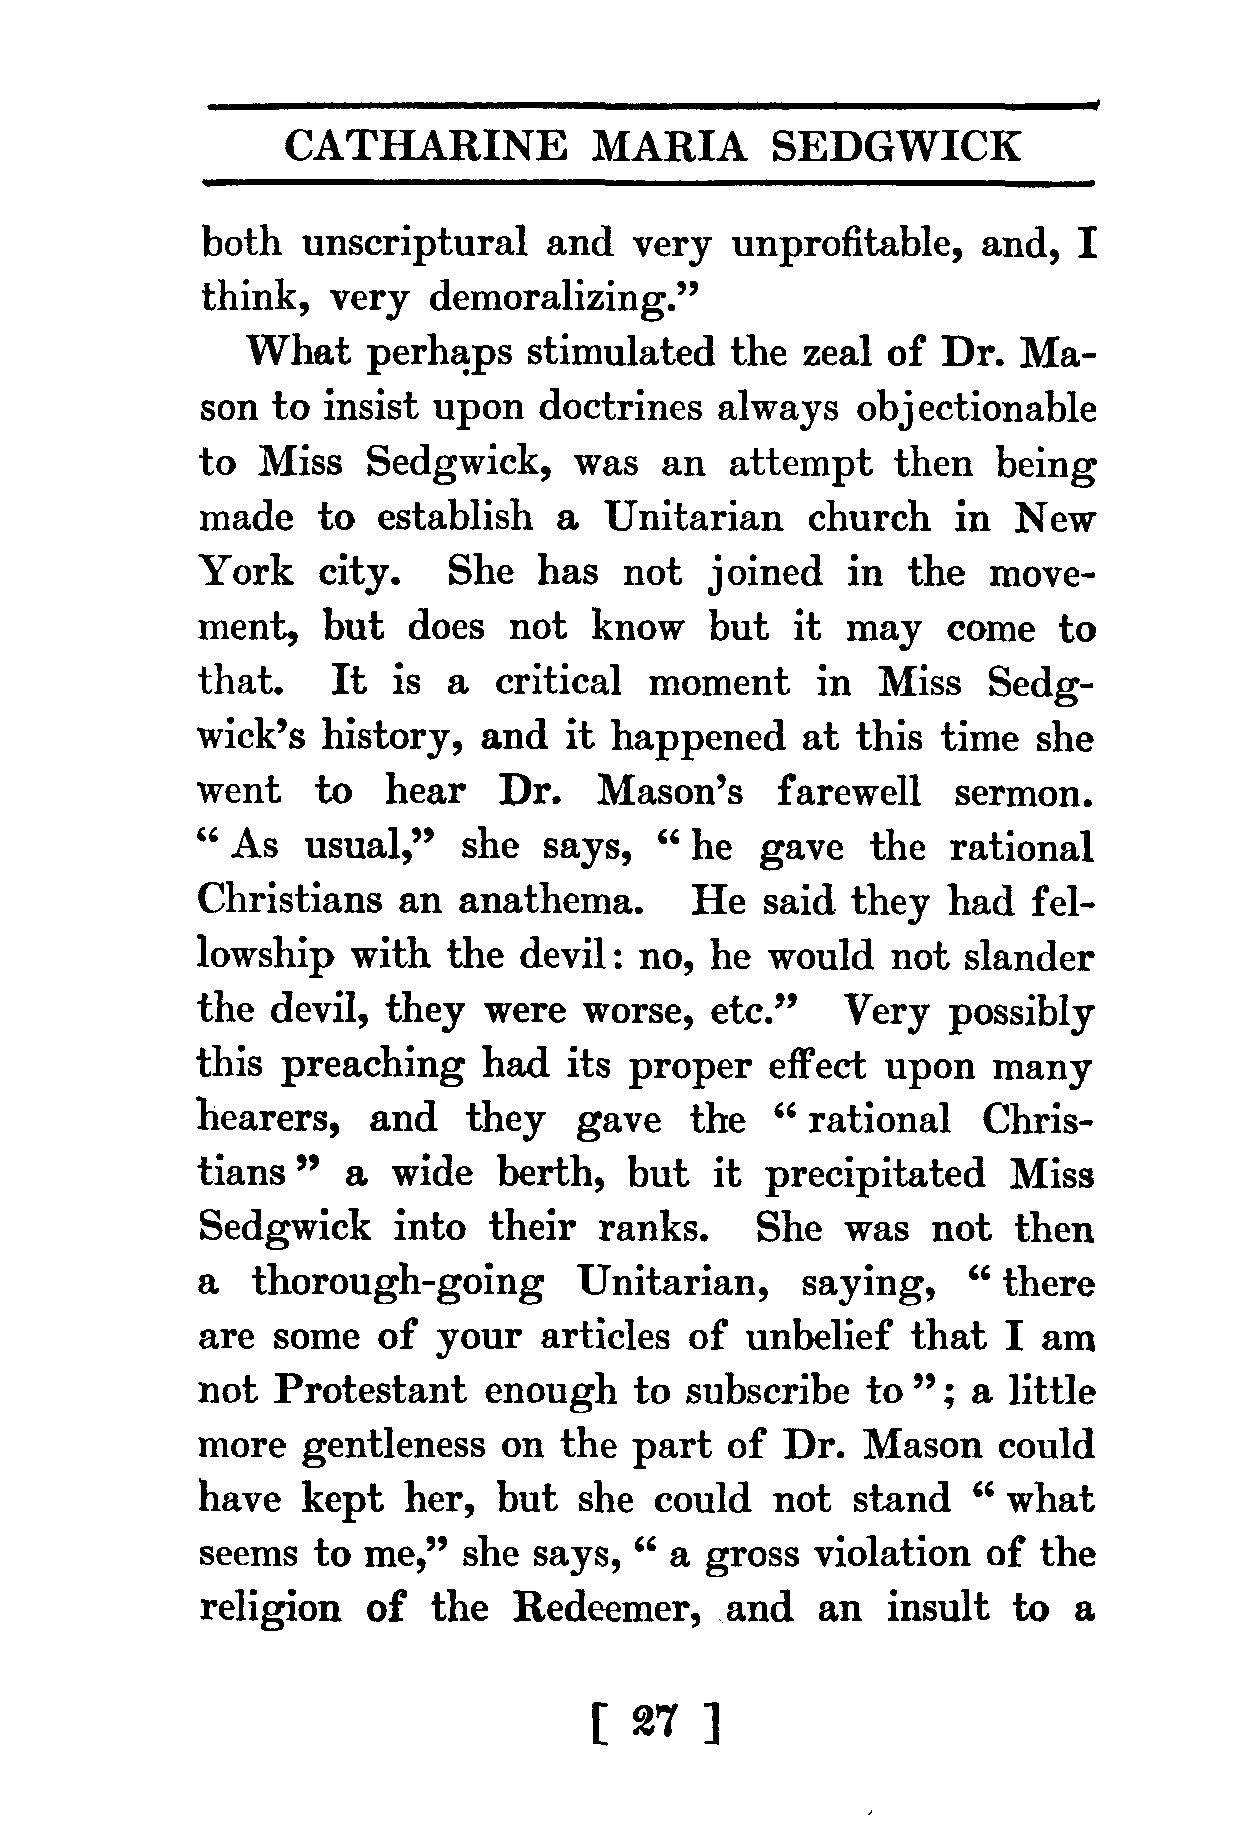 CATHARINE MARIA SEDGWICK
both unscriptural and very unprofitable, and, I
think, very demoralizing.”
What perhaps stimulated the zeal of Dr. Ma-
son to insist upon doctrines always objectionable
to Miss Sedgwick, was an attempt then being
made to establish a Unitarian church in New
York city. She has not joined in the move-
ment, but does not know but it may come to
that. It is a critical moment in Miss Sedg-
wick’s history, and it happened at this time she
went to hear Dr. Mason’s farewell sermon.
“ As usual,” she says, “ he gave the rational
Christians an anathema. He said they had fel-
lowship with the devil: no, he would not slander
the devil, they were worse, etc.” Very possibly
this preaching had its proper effect upon many
hearers, and they gave the “ rational Chris-
tians ” a wide berth, but it precipitated Miss
Sedgwick into their ranks. She was not then
a thorough-going Unitarian, saying, “ there
are some of your articles of unbelief that I am
not Protestant enough to subscribe to ”; a little
more gentleness on the part of Dr. Mason could
have kept her, but she could not stand “ what
seems to me,” she says, “ a gross violation of the
religion of the Redeemer, and an insult to a
[ 27 ]